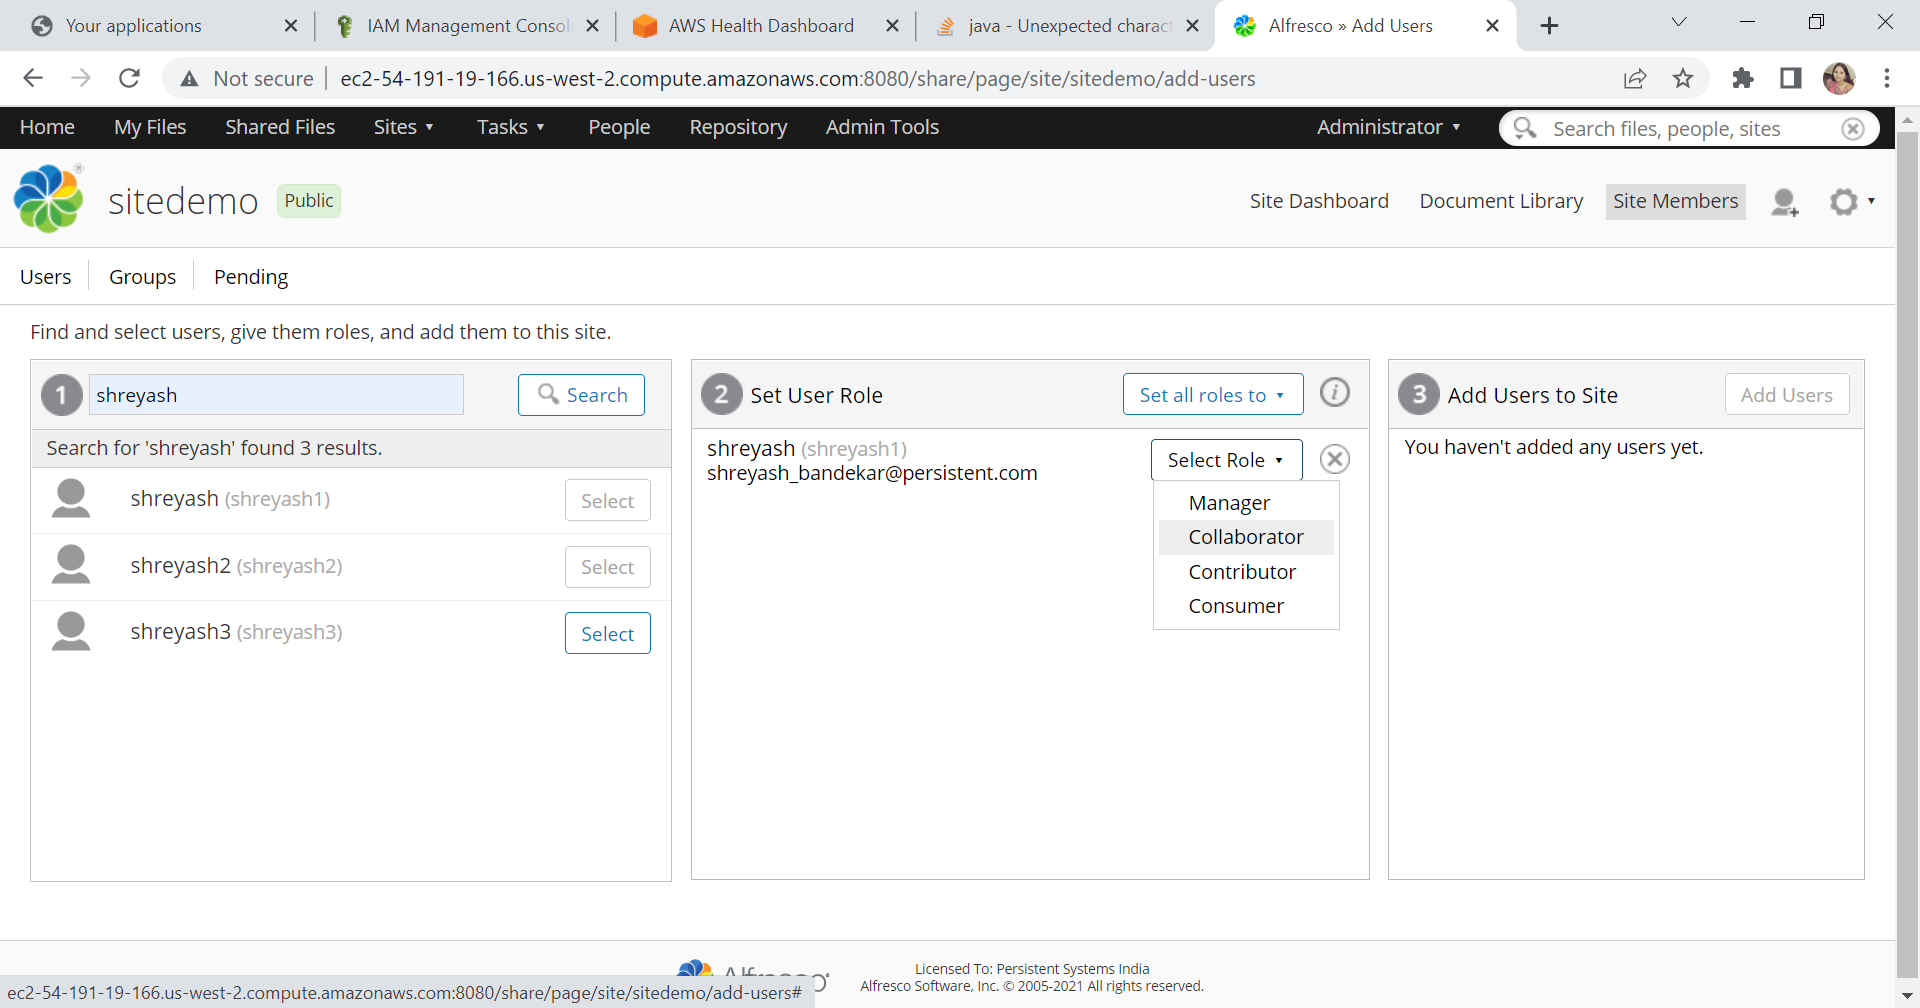 Your applications
IAM Management Consol
AWS Health Dashboard
java - Unexpected charact
Alfresco » Add Users
Not secure
ec2-54-191-19-166.us-west-2.compute.amazonaws.com:8080/share/page/site/sitedemo/add-users
Home My Files Shared Files Sites Tasks People Repository Admin Tools Administrator
Search files, people, sites
sitedemo Public
Site Dashboard Document Library Site Members
Users Groups Pending
Find and select users, give them roles, and add them to this site.
1 shreyash Search
Search for 'shreyash' found 3 results.
shreyash (shreyash1) Select
shreyash2 (shreyash2) Select
shreyash3 (shreyash3) Select
2 Set User Role Set all roles to i
shreyash (shreyash1)
shreyash_bandekar@persistent.com
Select Role
Manager
Collaborator
Contributor
Consumer
3 Add Users to Site Add Users
You haven't added any users yet.
Alfresco
Licensed To: Persistent Systems India
Alfresco Software, Inc. © 2005-2021 All rights reserved.
ec2-54-191-19-166.us-west-2.compute.amazonaws.com:8080/share/page/site/sitedemo/add-users#